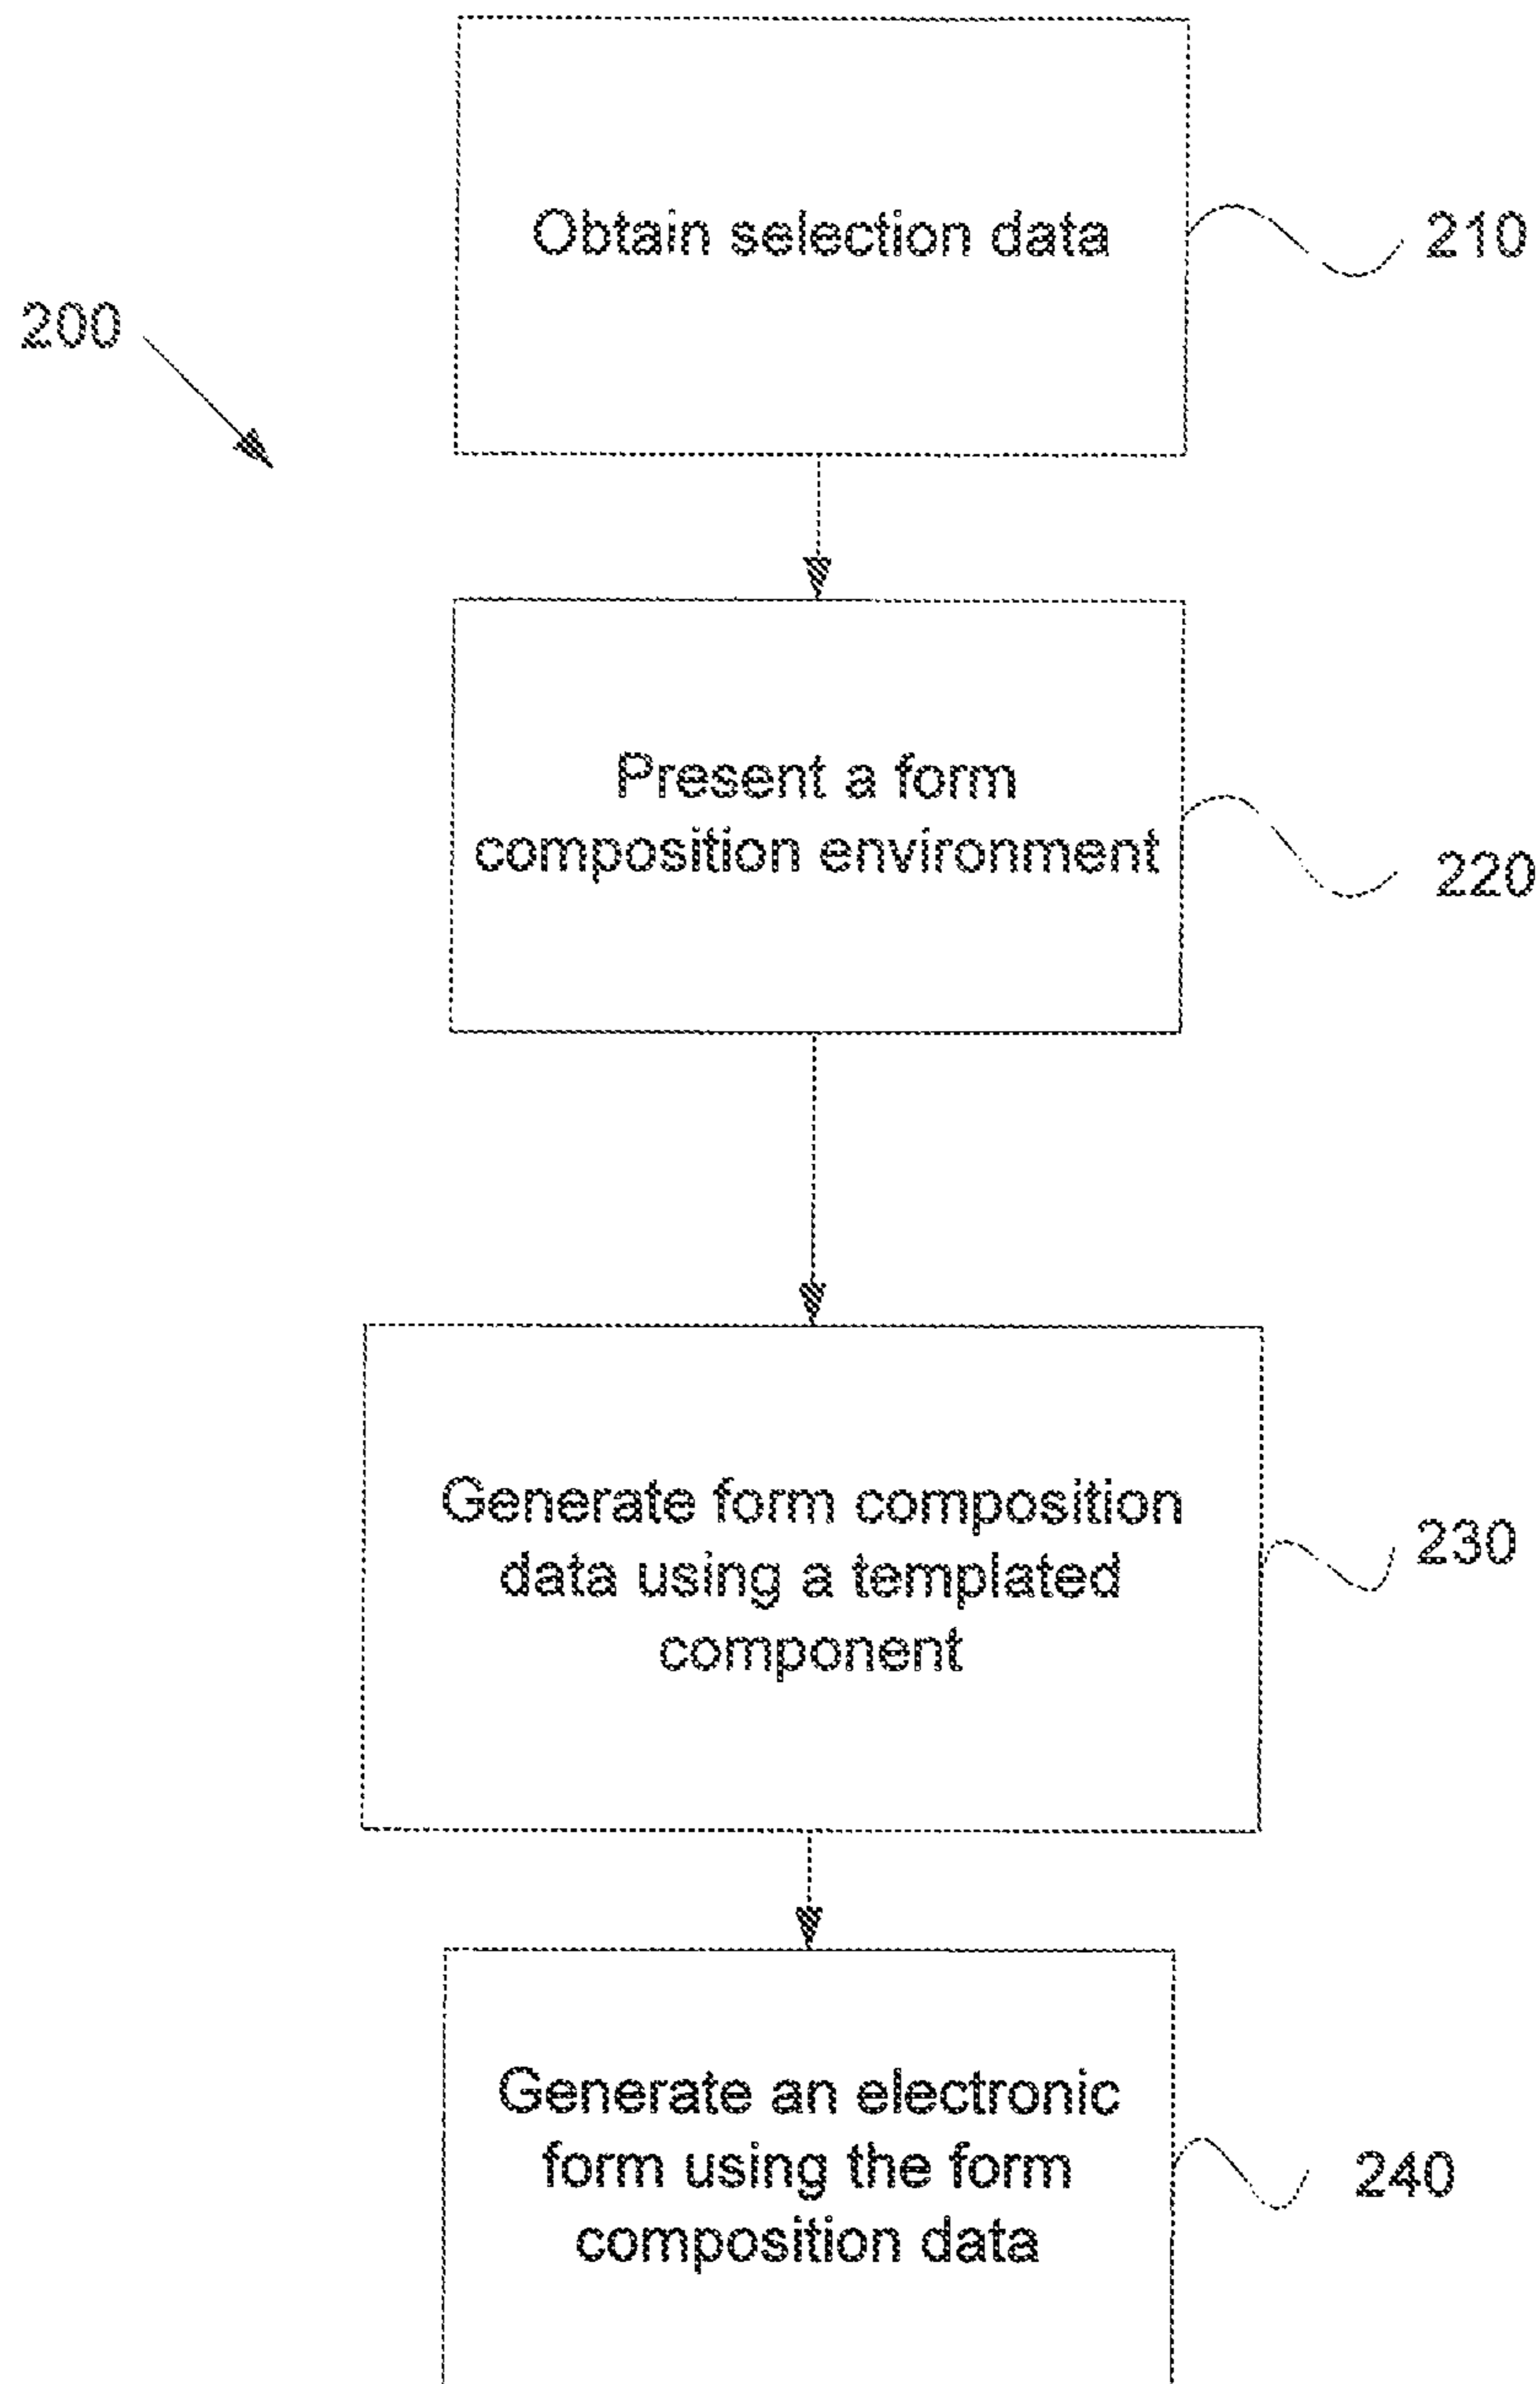 Obtain selection data
210
200
Present a form
composition environment
220
Generate form composition
data using a templated
component
230
Generate an electronic
form using the form
composition data
240